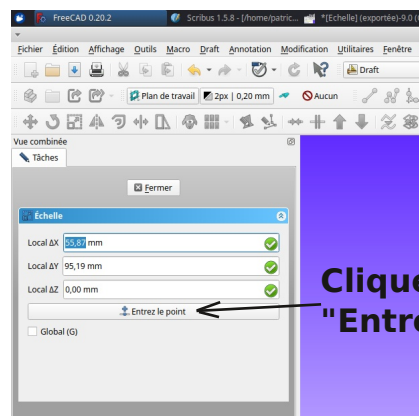 FreeCAD 0.20.2
Scribus 1.5.8 - [/home/patric...
*[Echelle] (exportée)-9.0 (
Fichier Édition Affichage Outils Macro Draft Annotation Modification Utilitaires Fenêtre
Draft
Plan de travail 2px | 0,20 mm Aucun
Vue combinée
Tâches
Fermer
Échelle
Local ΔX 55,87 mm
Local ΔY 95,19 mm
Local ΔZ 0,00 mm
Entrez le point
Global (G)
Clique
"Entre